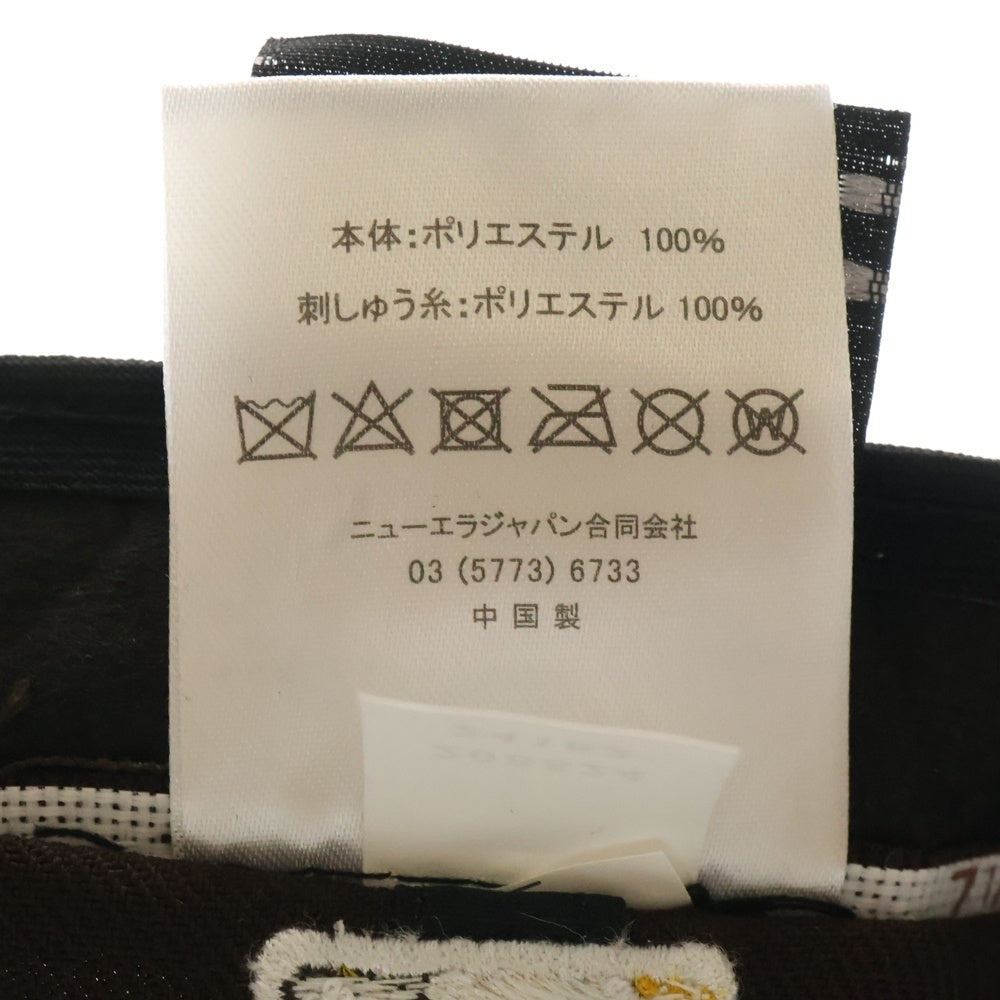 本体:ポリエステル 100%
刺しゅう糸:ポリエステル 100%
W
ニューエラジャパン合同会社
03 (5773) 6733
中国製